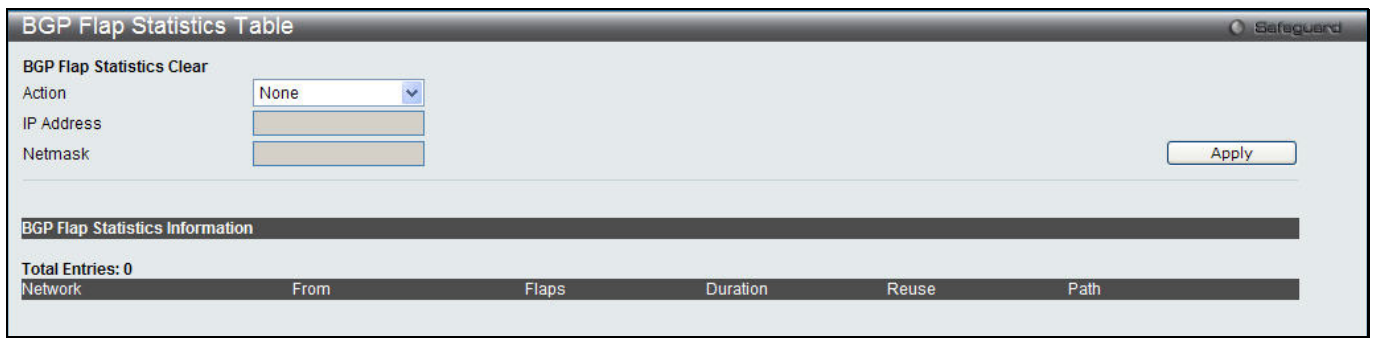 BGP Flap Statistics Table
Safeguard
BGP Flap Statistics Clear
Action None
IP Address
Netmask Apply
BGP Flap Statistics Information
Total Entries: 0
Network From Flaps Duration Reuse Path